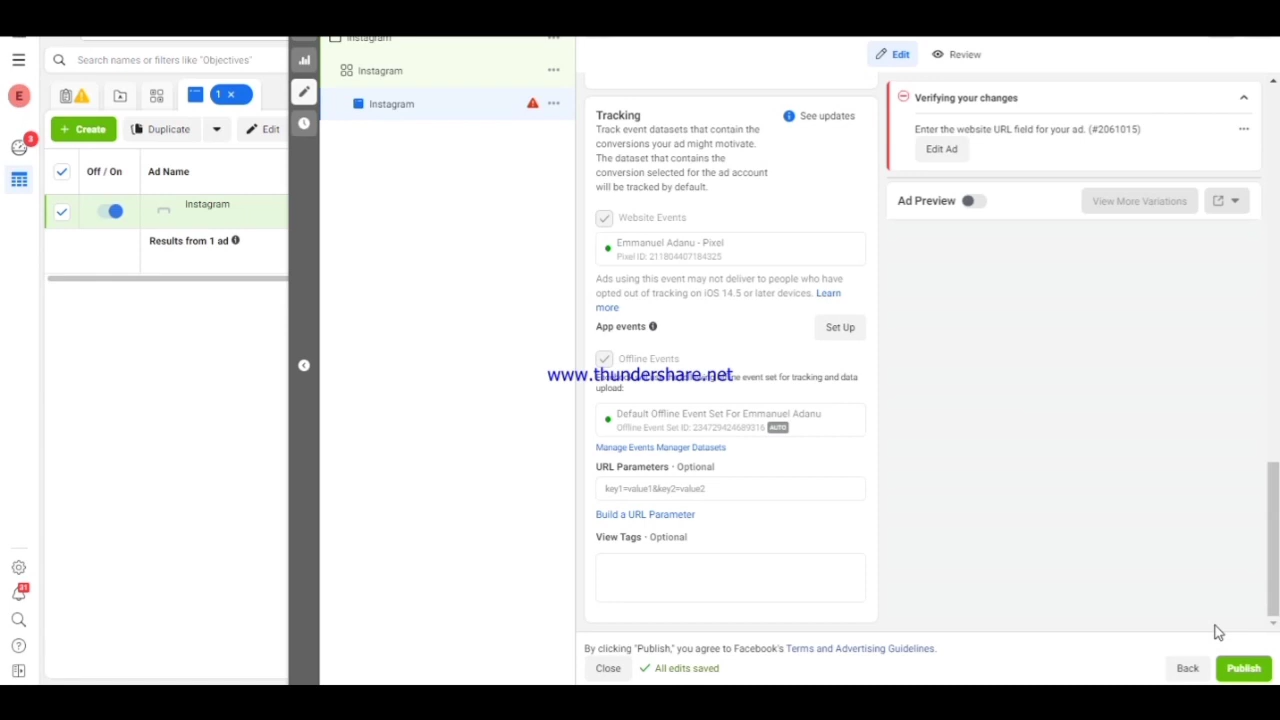 Instagram
Search names or filters like "Objectives"
Edit
Review
E
Instagram
1 ×
Tracking
See updates
Verifying your changes
Instagram
Track event datasets that contain the
conversions your ad might motivate.
The dataset that contains the
conversion selected for the ad account
will be tracked by default.
Enter the website URL field for your ad. (#2061015)
Edit Ad
+ Create
Duplicate
Edit
3
Off / On
Ad Name
Ad Preview
View More Variations
Instagram
Website Events
Results from 1 ad
Emmanuel Adanu - Pixel
Pixel ID: 211804407184325
Ads using this event may not deliver to people who have
opted out of tracking on iOS 14.5 or later devices. Learn
more
App events
Set Up
Offline Events
www.thundershare.net
event set for tracking and data
upload:
Default Offline Event Set For Emmanuel Adanu
Offline Event Set ID: 234729424689316 AUTO
Manage Events Manager Datasets
URL Parameters · Optional
key1=value1&key2=value2
Build a URL Parameter
View Tags · Optional
31
By clicking "Publish," you agree to Facebook's Terms and Advertising Guidelines.
Close
All edits saved
Back
Publish